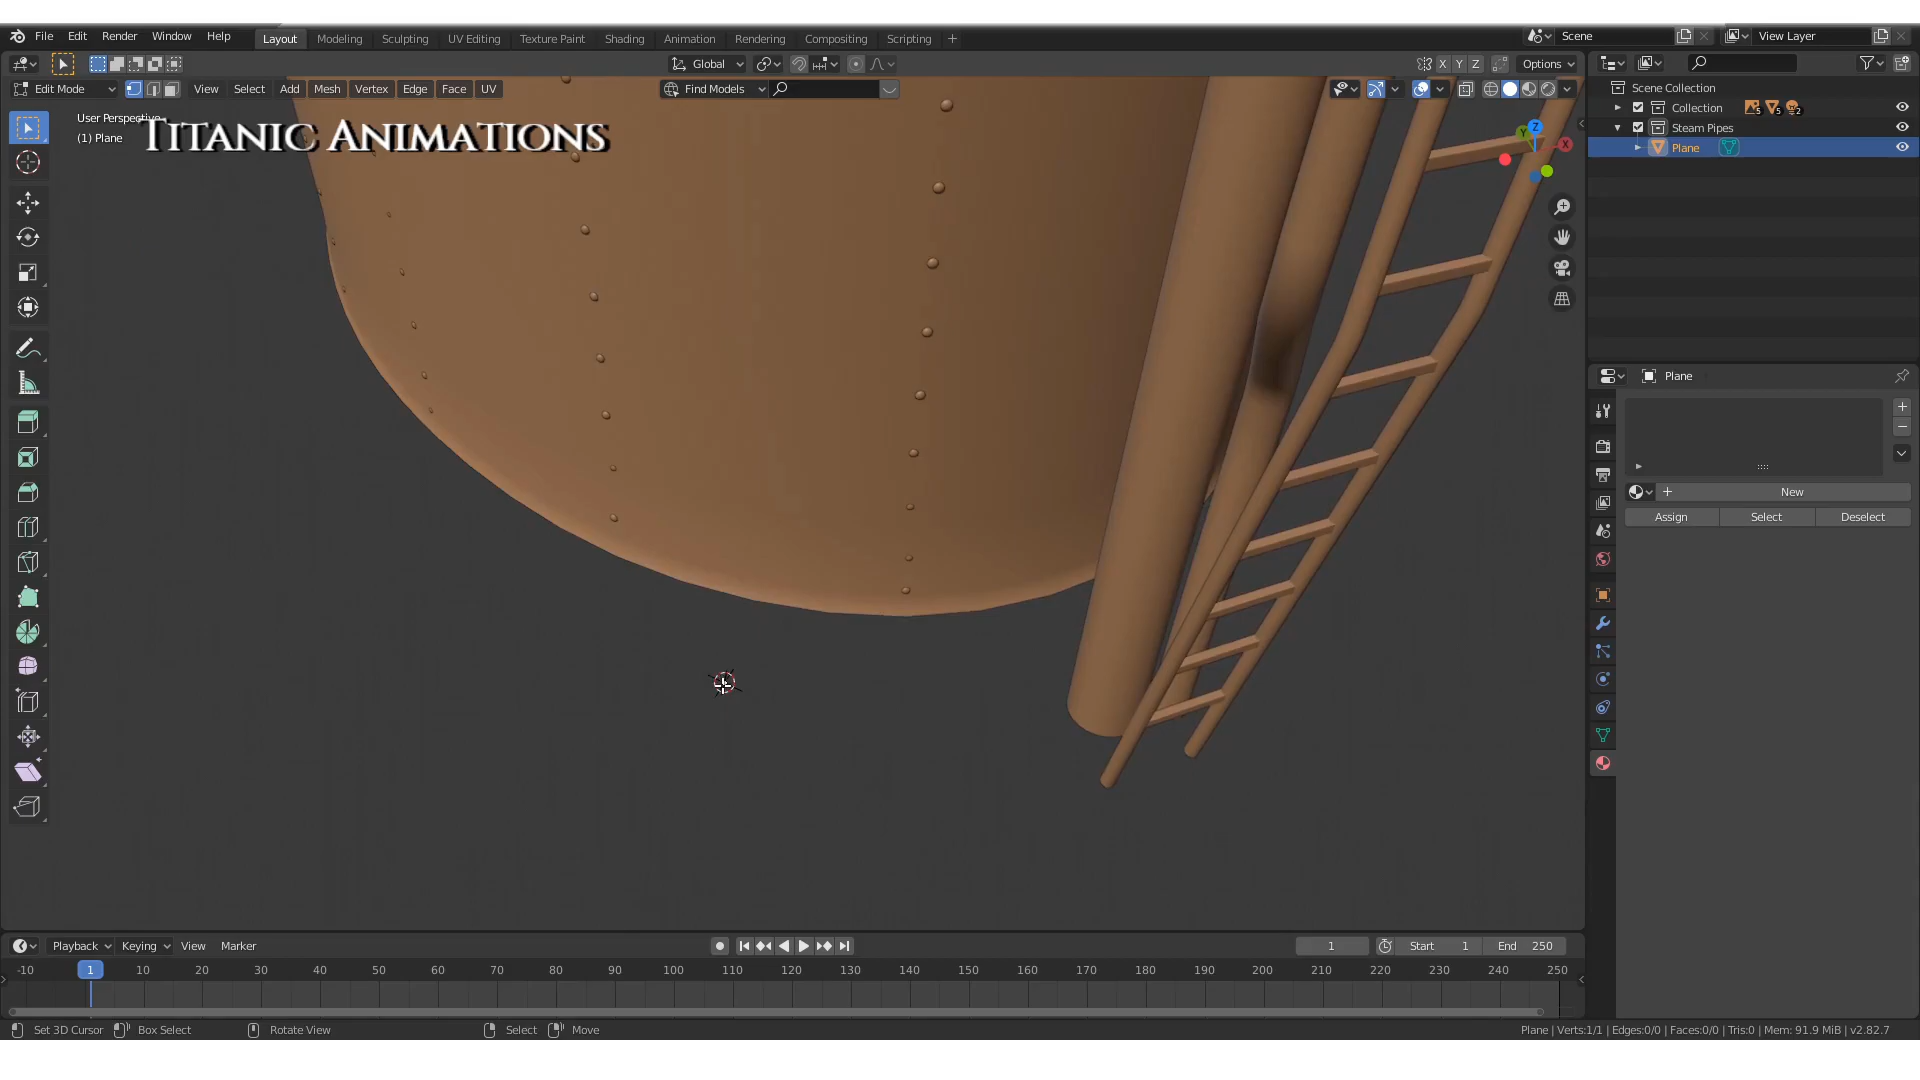 File Edit Render Window Help Layout Modeling Sculpting UV Editing Texture Paint Shading Animation Rendering Compositing Scripting + Scene View Layer
Global X Y Z Options
Edit Mode View Select Add Mesh Vertex Edge Face UV Find Models
User Perspective
(1) Plane
Titanic Animations
Scene Collection
Collection 5 5 2
Steam Pipes
Plane
Z
Y
X
Plane
New
Assign Select Deselect
Playback Keying View Marker 1 Start 1 End 250
-10 1 10 20 30 40 50 60 70 80 90 100 110 120 130 140 150 160 170 180 190 200 210 220 230 240 250
Set 3D Cursor Box Select Rotate View Select Move Plane | Verts:1/1 | Edges:0/0 | Faces:0/0 | Tris:0 | Mem: 91.9 MiB | v2.82.7